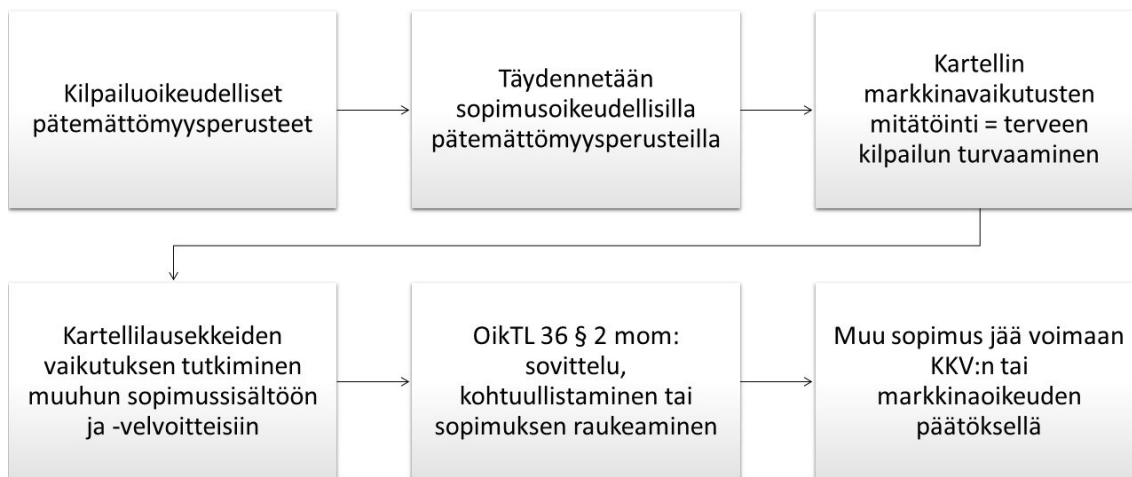 Kilpailuoikeudelliset
pätemättömyysperusteet
Täydennetään
sopimusoikeudellisilla
pätemättömyysperusteilla
Kartellin
markkinavaikutusten
mitätöinti = terveen
kilpailun turvaaminen
Kartellilausekkeiden
vaikutuksen tutkiminen
muuhun sopimussisältöön
ja -velvoitteisiin
OikTL 36 § 2 mom:
sovittelu,
kohtuullistaminen tai
sopimuksen raukeaminen
Muu sopimus jää voimaan
KKV:n tai
markkinaoikeuden
päätöksellä